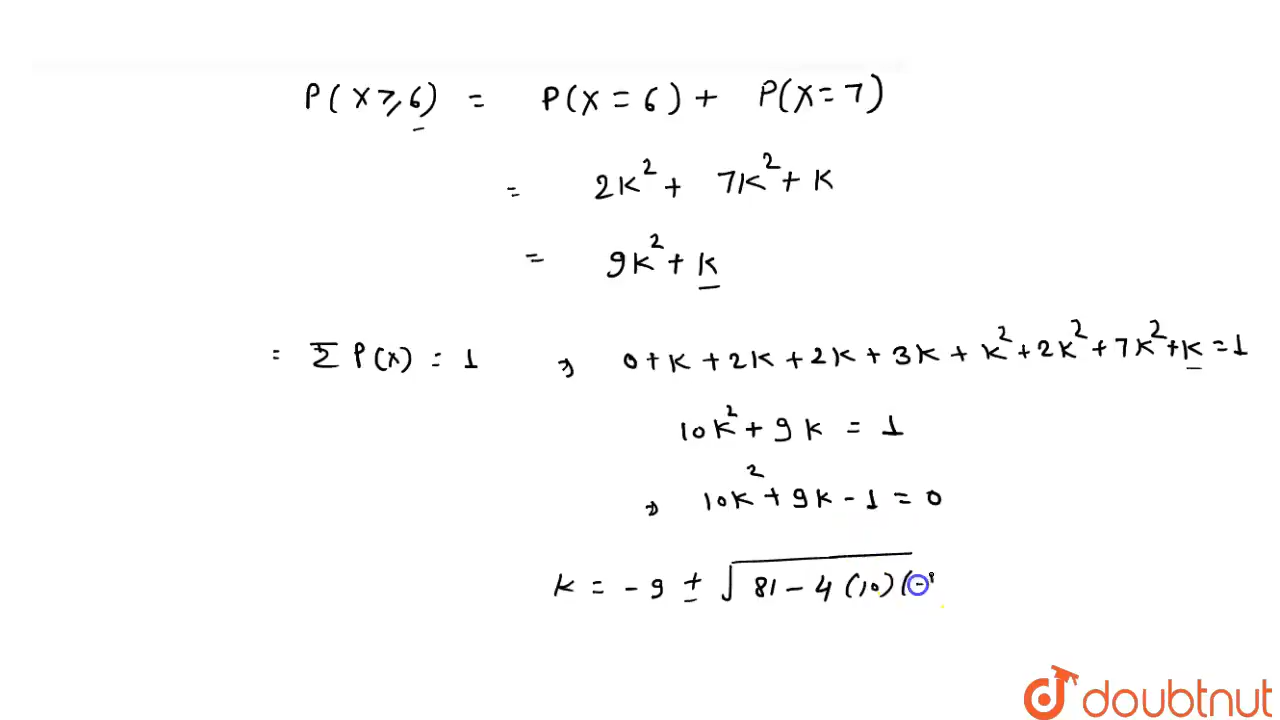 P(X ≥ 6) = P(X = 6) + P(X = 7)
= 2K² + 7K² + K
= 9K² + K
= Σ P(X) = 1 ⇒ 0 + K + 2K + 2K + 3K + K² + 2K² + 7K² + K = 1
10K² + 9K = 1
⇒ 10K² + 9K - 1 = 0
K = -9 ± √81 - 4(10)(-1
doubtnut